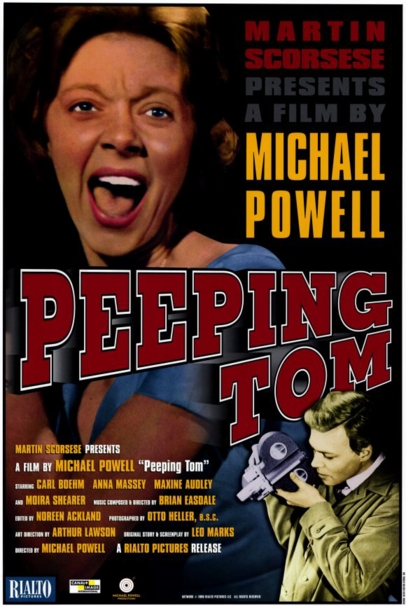 MARTIN
SCORSESE
PRESENTS
A FILM BY
MICHAEL
POWELL
PEEPING
TOM
MARTIN SCORSESE PRESENTS
A FILM BY MICHAEL POWELL "Peeping Tom"
STARRING CARL BOEHM ANNA MASSEY MAXINE AUDLEY
AND MOIRA SHEARER MUSIC COMPOSED & DIRECTED BY BRIAN EASDALE
EDITED BY NOREEN ACKLAND PHOTOGRAPHED BY OTTO HELLER, B.S.C.
ART DIRECTION BY ARTHUR LAWSON ORIGINAL STORY & SCREENPLAY BY LEO MARKS
DIRECTED BY MICHAEL POWELL A RIALTO PICTURES RELEASE
RIALTO
PICTURES